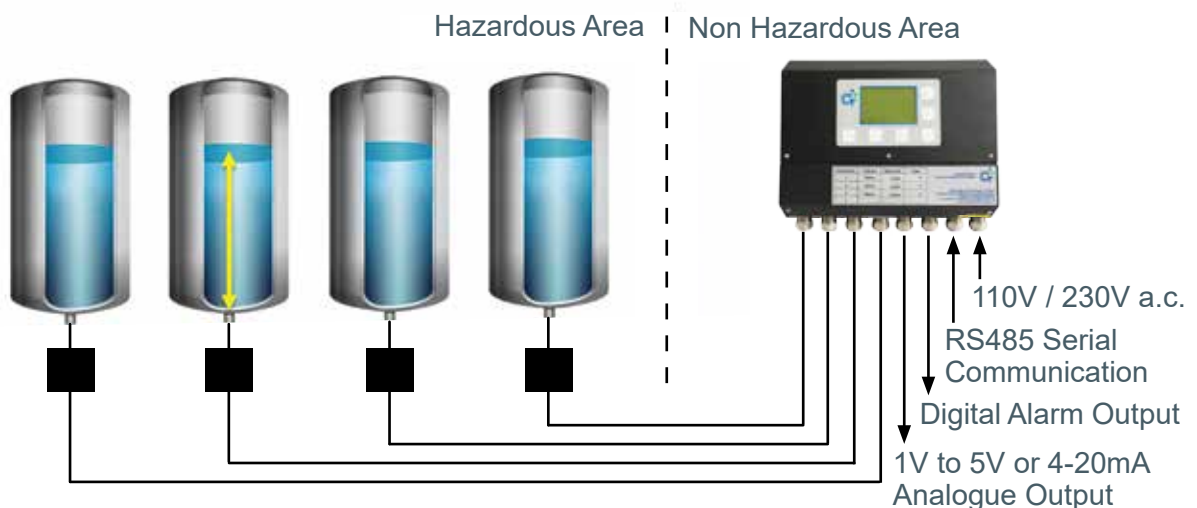 Hazardous Area
Non Hazardous Area
110V / 230V a.c.
RS485 Serial
Communication
Digital Alarm Output
1V to 5V or 4-20mA
Analogue Output